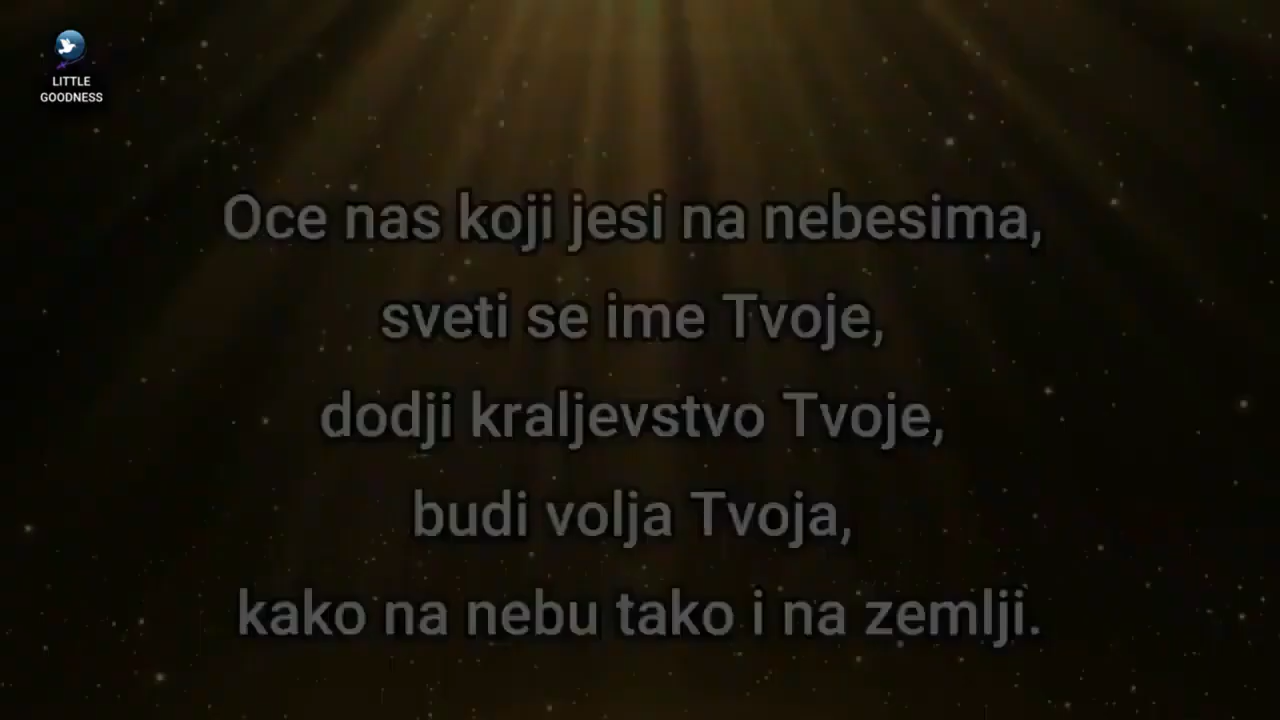 LITTLE
GOODNESS
Oce nas koji jesi na nebesima,
sveti se ime Tvoje,
dodji kraljevstvo Tvoje,
budi volja Tvoja,
kako na nebu tako i na zemlji.